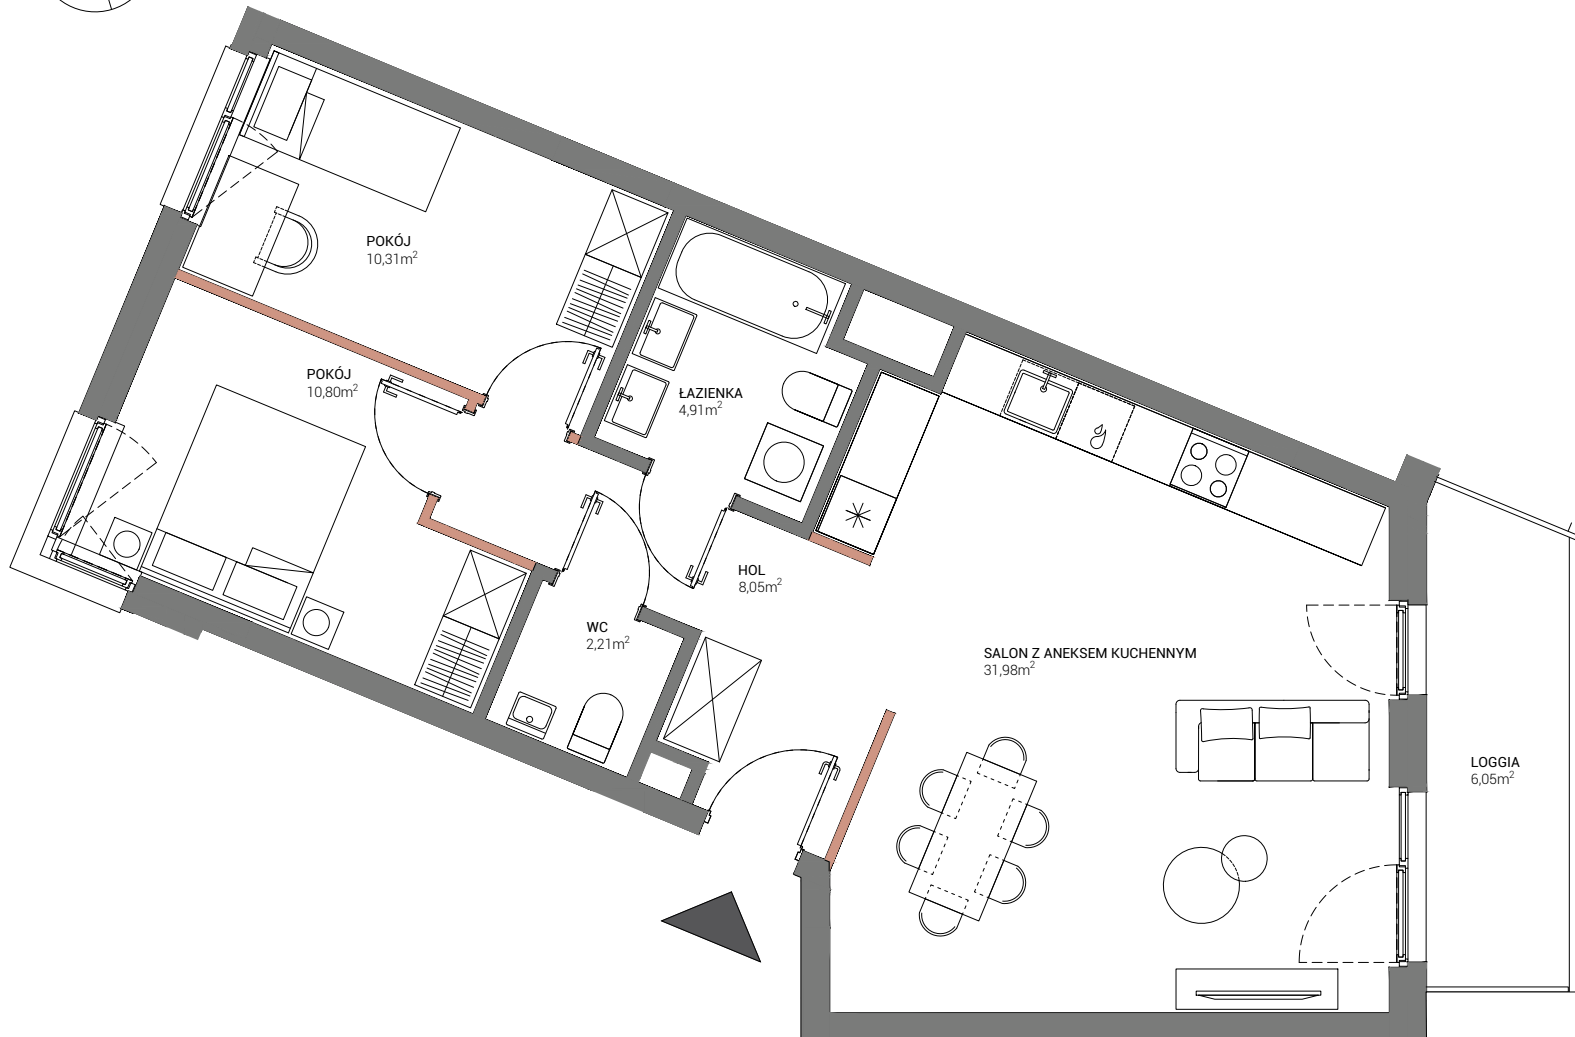 POKÓJ
10,31m²
POKÓJ
10,80m²
ŁAZIENKA
4,91m²
HOL
8,05m²
WC
2,21m²
SALON Z ANEKSEM KUCHENNYM
31,98m²
LOGGIA
6,05m²